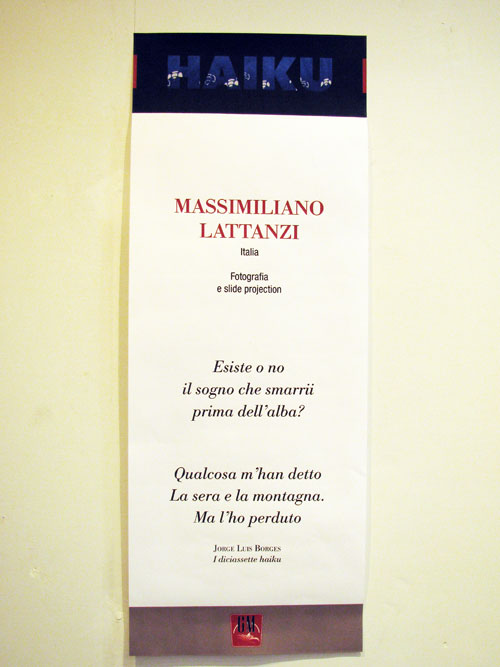 HAIKU
MASSIMILIANO
LATTANZI
Italia
Fotografia
e slide projection
Esiste o no
il sogno che smarrii
prima dell'alba?
Qualcosa m'han detto
La sera e la montagna.
Ma l'ho perduto
JORGE LUIS BORGES
I diciassette haiku